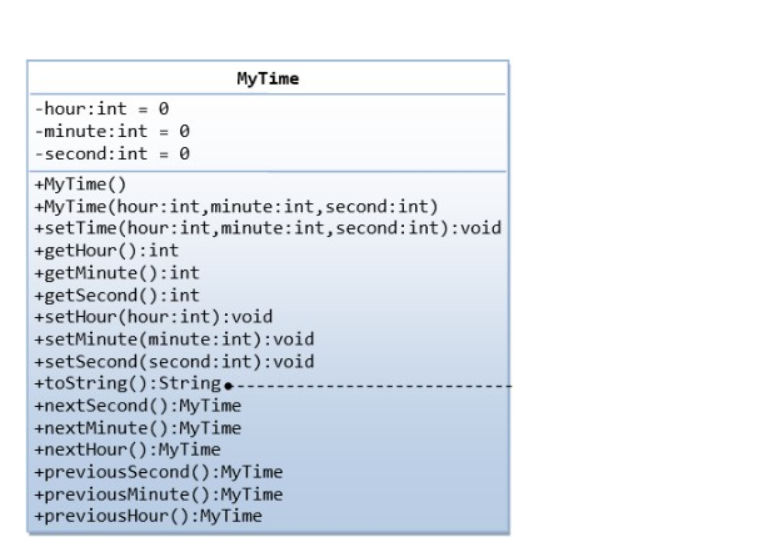 MyTime
-hour:int = 0
-minute:int = 0
-second:int = 0
+MyTime()
+MyTime(hour:int,minute:int,second:int)
+setTime(hour:int,minute:int,second:int):void
+getHour():int
+getMinute():int
+getSecond():int
+setHour(hour:int):void
+setMinute(minute:int):void
+setSecond(second:int):void
+toString():String
+nextSecond():MyTime
+nextMinute():MyTime
+nextHour():MyTime
+previousSecond():MyTime
+previousMinute():MyTime
+previousHour():MyTime